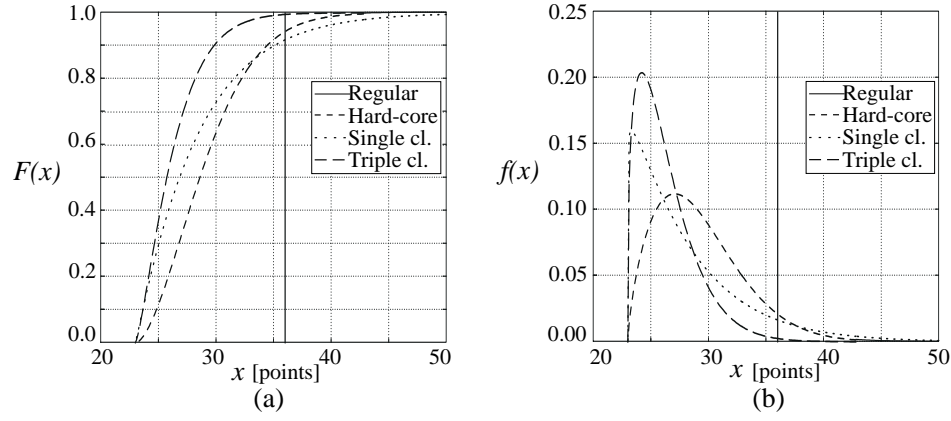 1.0
0.8
0.6
0.4
0.2
0.0
F(x)
Regular
Hard-core
Single cl.
Triple cl.
20
30
40
50
x [points]
(a)
0.25
0.20
0.15
0.10
0.05
0.00
f(x)
Regular
Hard-core
Single cl.
Triple cl.
20
30
40
50
x [points]
(b)